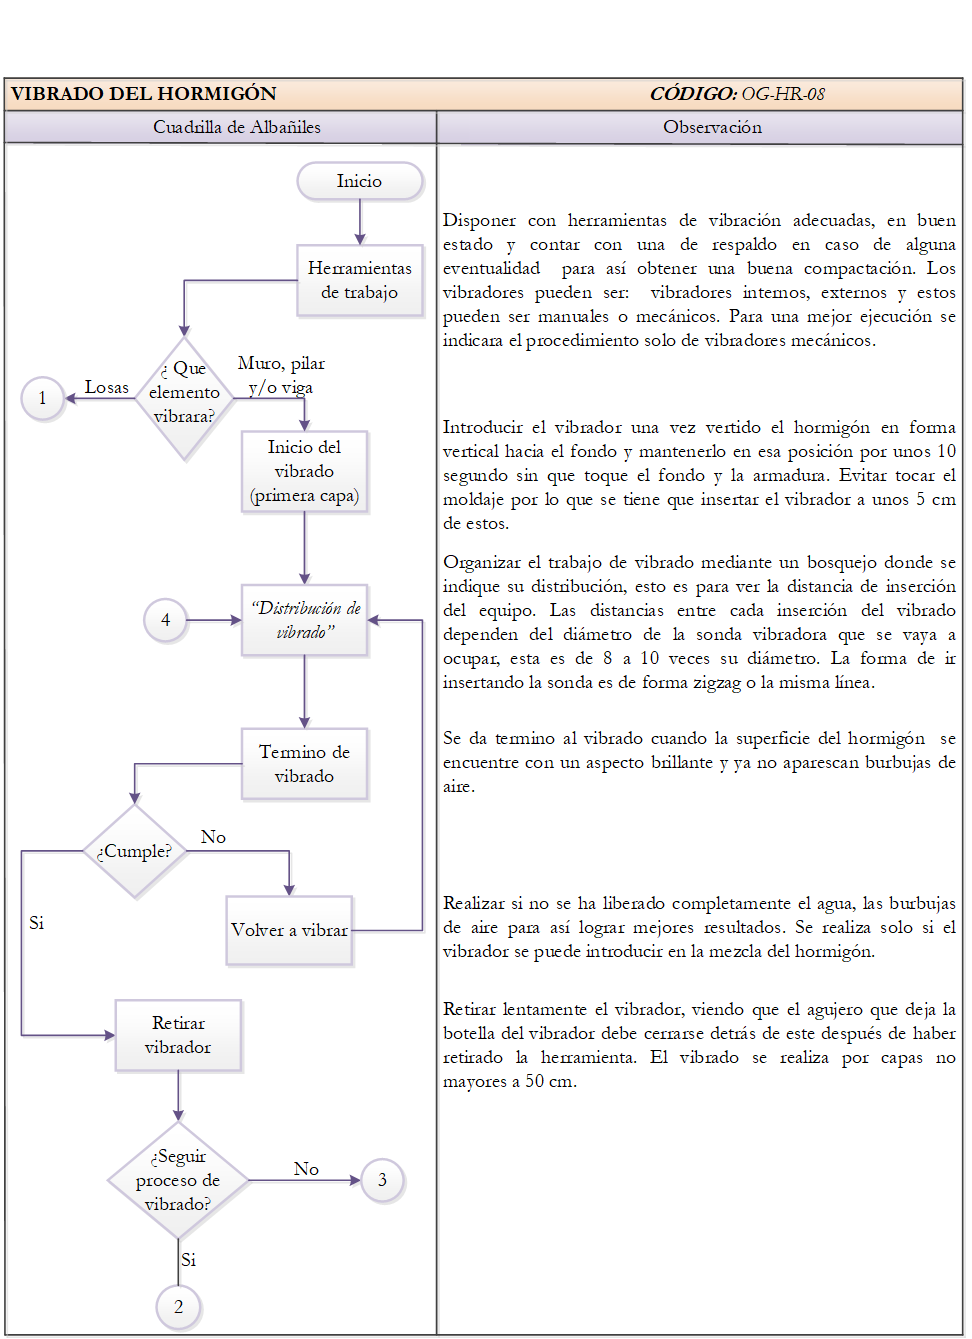 VIBRADO DEL HORMIGÓN CÓDIGO: OG-HR-08
Cuadrilla de Albañiles Observación
Inicio
Herramientas
de trabajo
¿ Que
elemento
vibrara?
Losas
1
Muro, pilar
y/o viga
Inicio del
vibrado
(primera capa)
4
“Distribución de
vibrado”
Termino de
vibrado
¿Cumple?
No
Si
Volver a vibrar
Retirar
vibrador
¿Seguir
proceso de
vibrado?
No
3
Si
2
Disponer con herramientas de vibración adecuadas, en buen
estado y contar con una de respaldo en caso de alguna
eventualidad para así obtener una buena compactación. Los
vibradores pueden ser: vibradores internos, externos y estos
pueden ser manuales o mecánicos. Para una mejor ejecución se
indicara el procedimiento solo de vibradores mecánicos.
Introducir el vibrador una vez vertido el hormigón en forma
vertical hacia el fondo y mantenerlo en esa posición por unos 10
segundo sin que toque el fondo y la armadura. Evitar tocar el
moldaje por lo que se tiene que insertar el vibrador a unos 5 cm
de estos.
Organizar el trabajo de vibrado mediante un bosquejo donde se
indique su distribución, esto es para ver la distancia de inserción
del equipo. Las distancias entre cada inserción del vibrado
dependen del diámetro de la sonda vibradora que se vaya a
ocupar, esta es de 8 a 10 veces su diámetro. La forma de ir
insertando la sonda es de forma zigzag o la misma línea.
Se da termino al vibrado cuando la superficie del hormigón se
encuentre con un aspecto brillante y ya no aparescan burbujas de
aire.
Realizar si no se ha liberado completamente el agua, las burbujas
de aire para así lograr mejores resultados. Se realiza solo si el
vibrador se puede introducir en la mezcla del hormigón.
Retirar lentamente el vibrador, viendo que el agujero que deja la
botella del vibrador debe cerrarse detrás de este después de haber
retirado la herramienta. El vibrado se realiza por capas no
mayores a 50 cm.